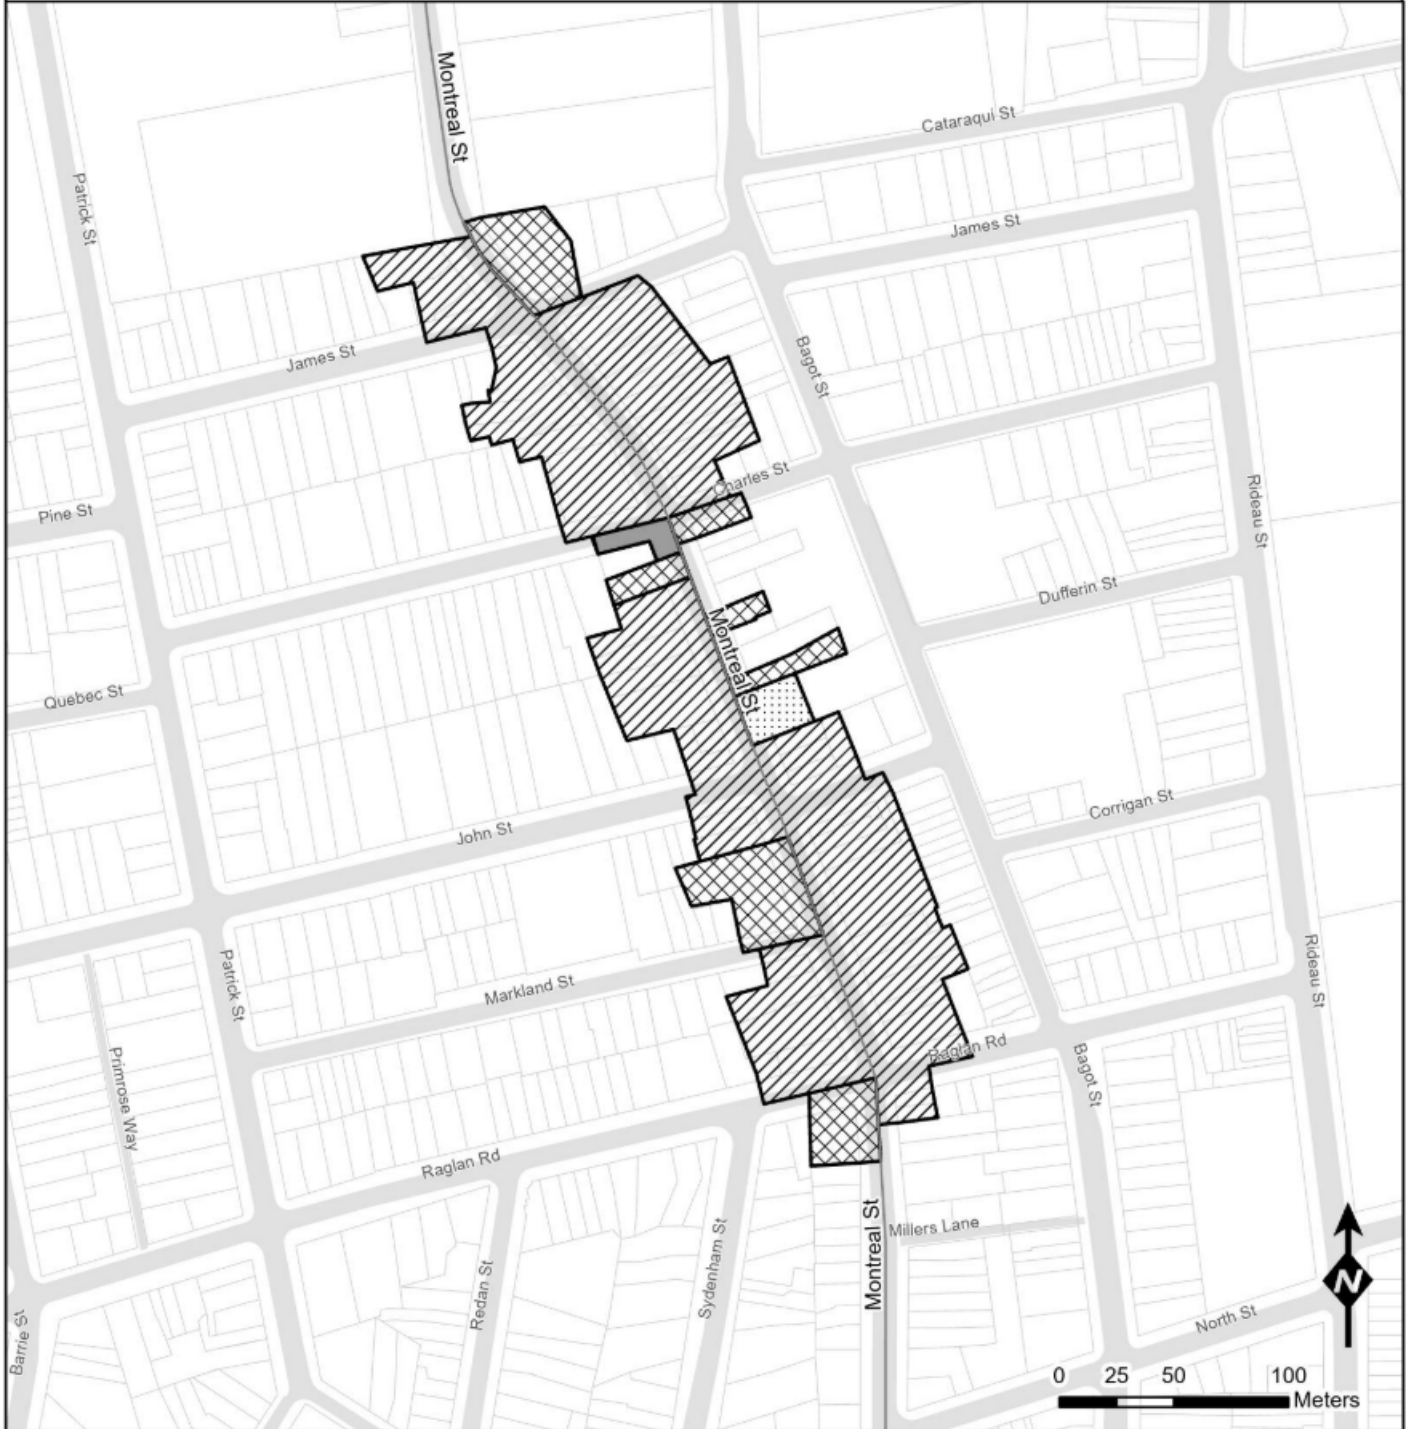 Montreal St
Cataraqui St
Patrick St
James St
James St
Bagot St
Charles St
Pine St
Rideau St
Dufferin St
Montreal St
Quebec St
Corrigan St
John St
Patrick St
Markland St
Rideau St
Primrose Way
Raglan Rd
Bagot St
Raglan Rd
Montreal St
Millers Lane
Sydenham St
Redan St
Barrie St
North St
N
0 25 50 100
Meters